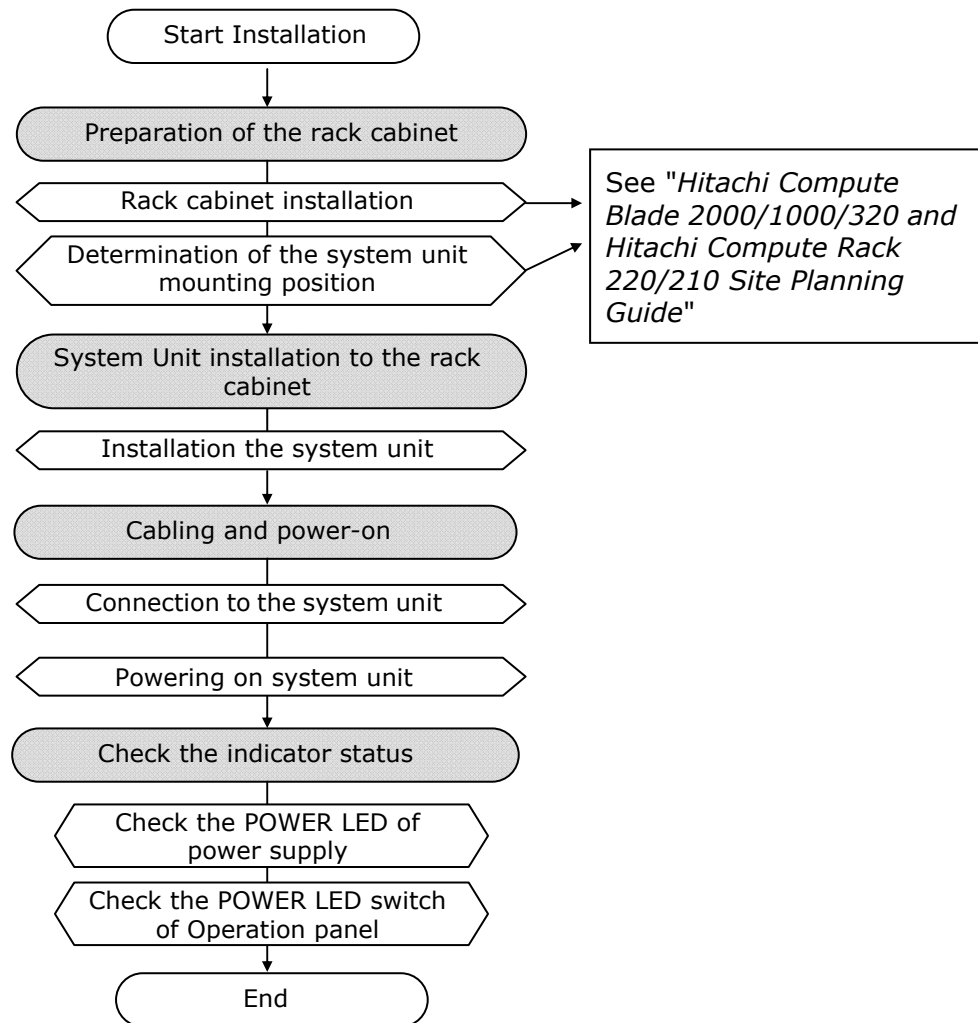 Start Installation
Preparation of the rack cabinet
Rack cabinet installation
Determination of the system unit
mounting position
See "Hitachi Compute
Blade 2000/1000/320 and
Hitachi Compute Rack
220/210 Site Planning
Guide"
System Unit installation to the rack
cabinet
Installation the system unit
Cabling and power-on
Connection to the system unit
Powering on system unit
Check the indicator status
Check the POWER LED of
power supply
Check the POWER LED switch
of Operation panel
End